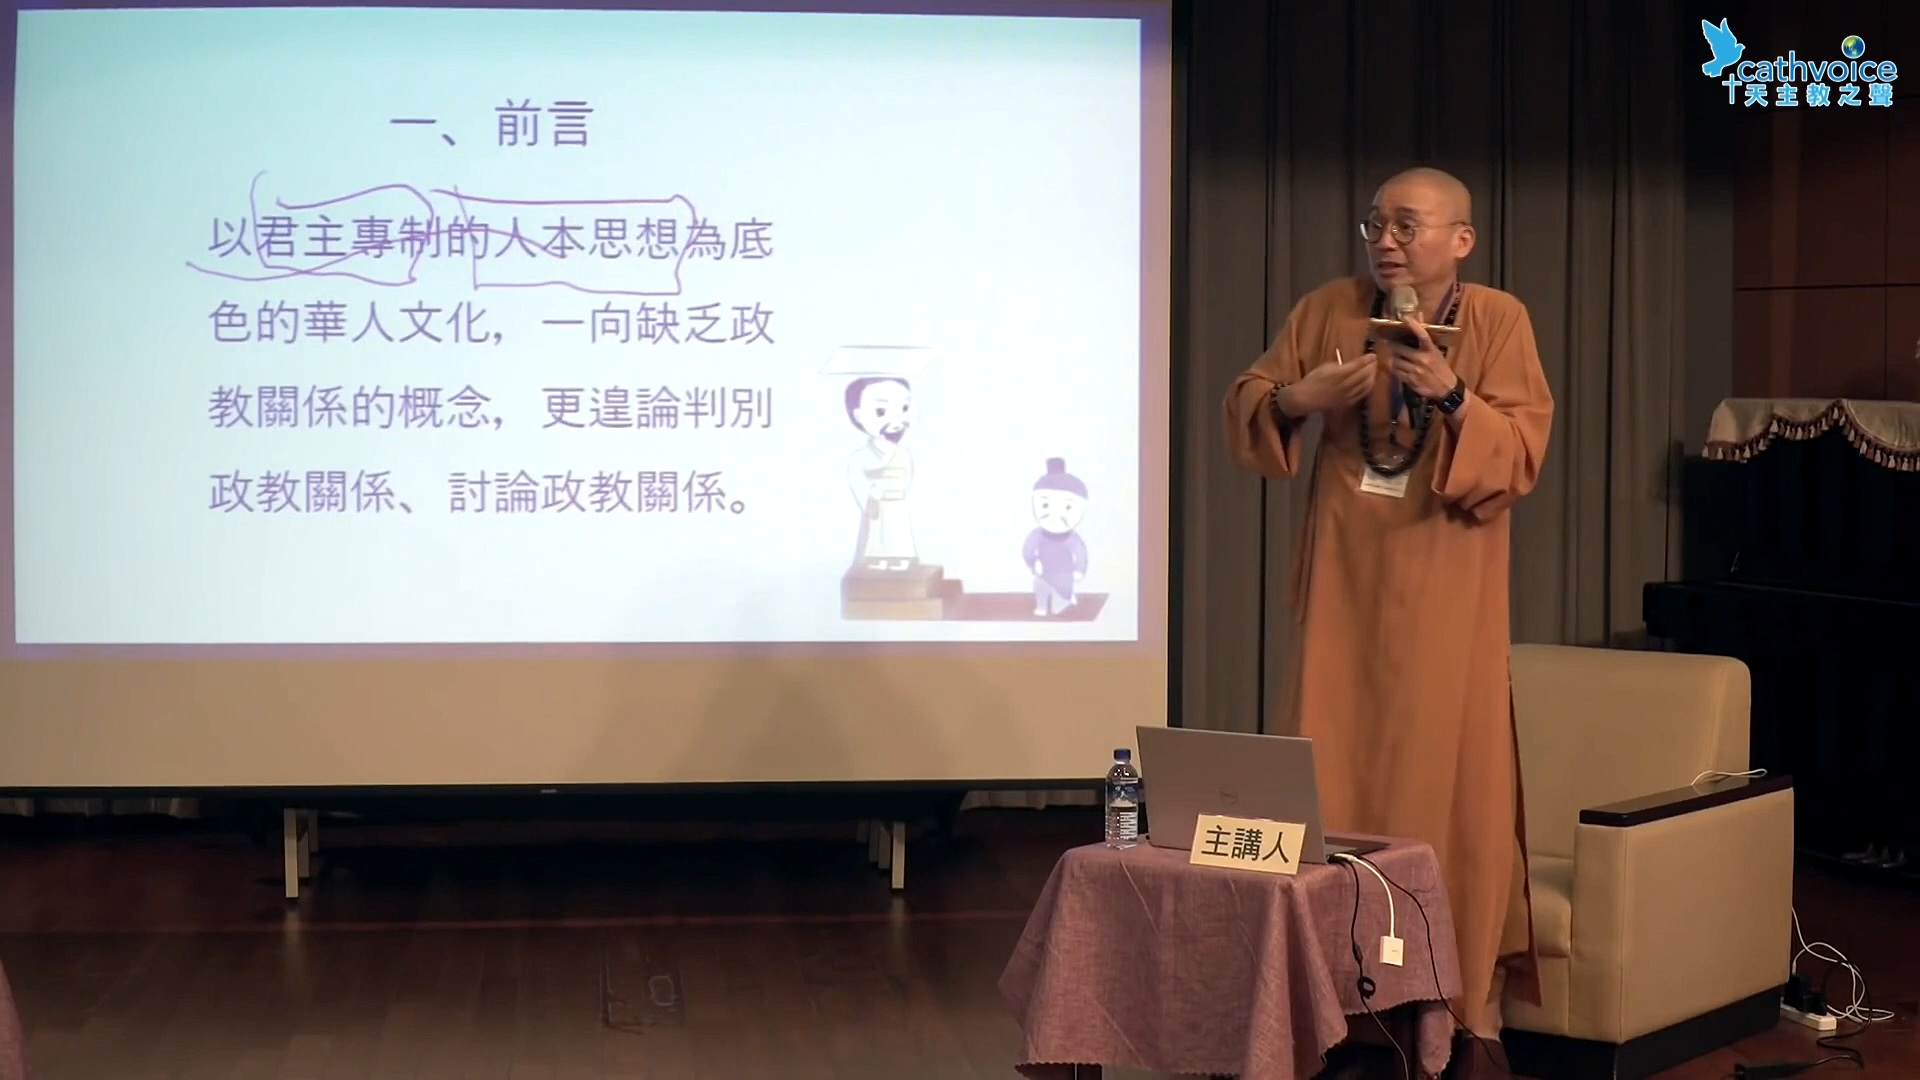 一、前言
以君主專制的人本思想為底
色的華人文化，一向缺乏政
教關係的概念，更遑論判別
政教關係、討論政教關係。
cathvoice
天主教之聲
主講人